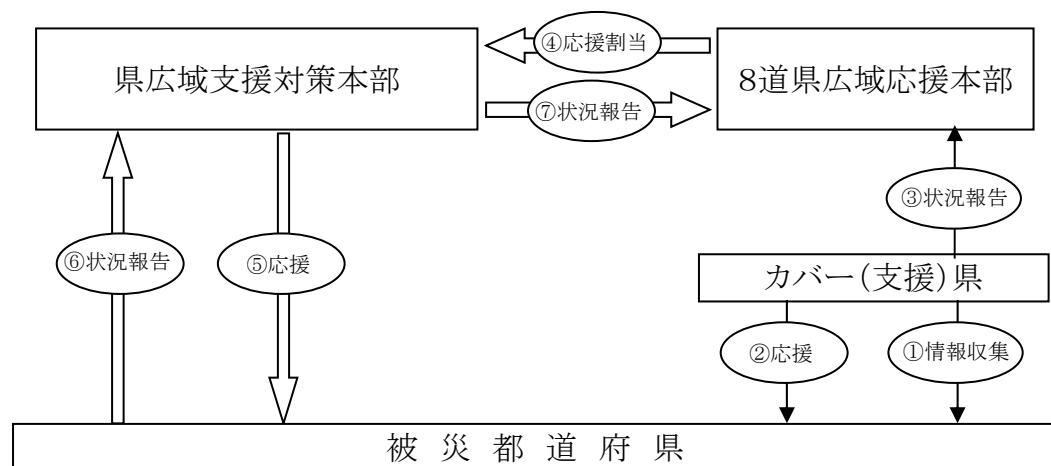 ④応援割当
県広域支援対策本部
8道県広域応援本部
⑦状況報告
③状況報告
⑥状況報告
⑤応援
カバー（支援）県
②応援
①情報収集
被災都道府県